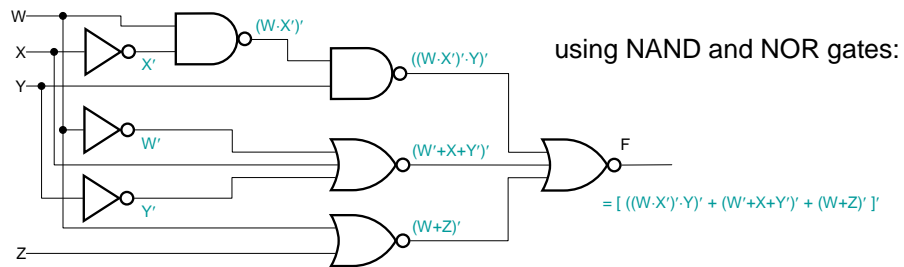 W
(W·X′)′
using NAND and NOR gates:
X
X′
((W·X′)′·Y)′
Y
W′
(W′+X+Y′)′
F
Y′
= [ ((W·X′)′·Y)′ + (W′+X+Y′)′ + (W+Z)′ ]′
(W+Z)′
Z